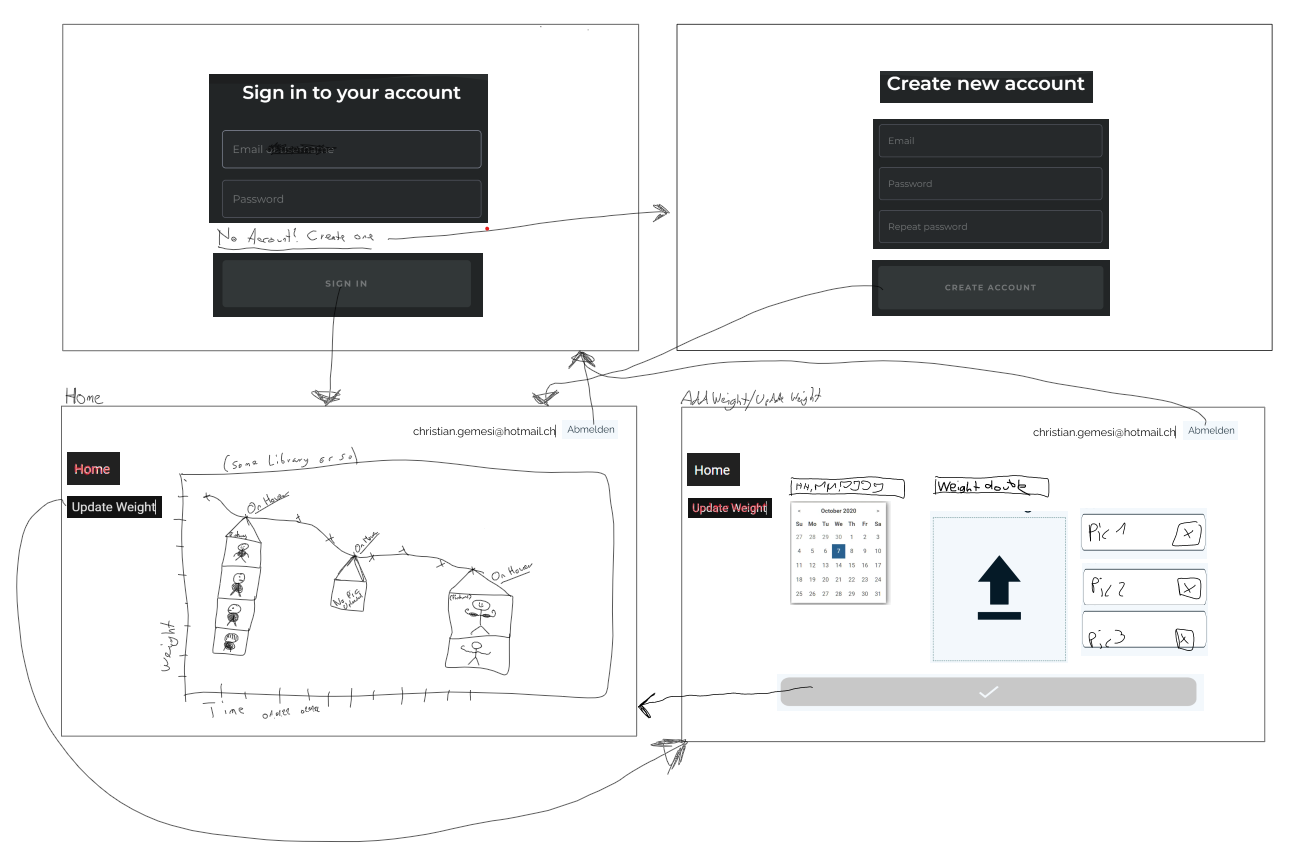 Sign in to your account
Email
Password
No Account? Create one
SIGN IN
Create new account
Email
Password
Repeat password
CREATE ACCOUNT
Home
christian.gemesi@hotmail.ch
Abmelden
Home
Update Weight
(Some Library or so)
On Hover
On Hover
No Pic
On Hover
(Pictures)
Weight
Time
Add Weight/Update Weight
christian.gemesi@hotmail.ch
Abmelden
Home
Update Weight
HH,MM,DDJJ
Weight double
October 2020
Su Mo Tu We Th Fr Sa
27 28 29 30 1 2 3
4 5 6 7 8 9 10
11 12 13 14 15 16 17
18 19 20 21 22 23 24
25 26 27 28 29 30 31
Pic 1 X
Pic 2 X
Pic 3 X